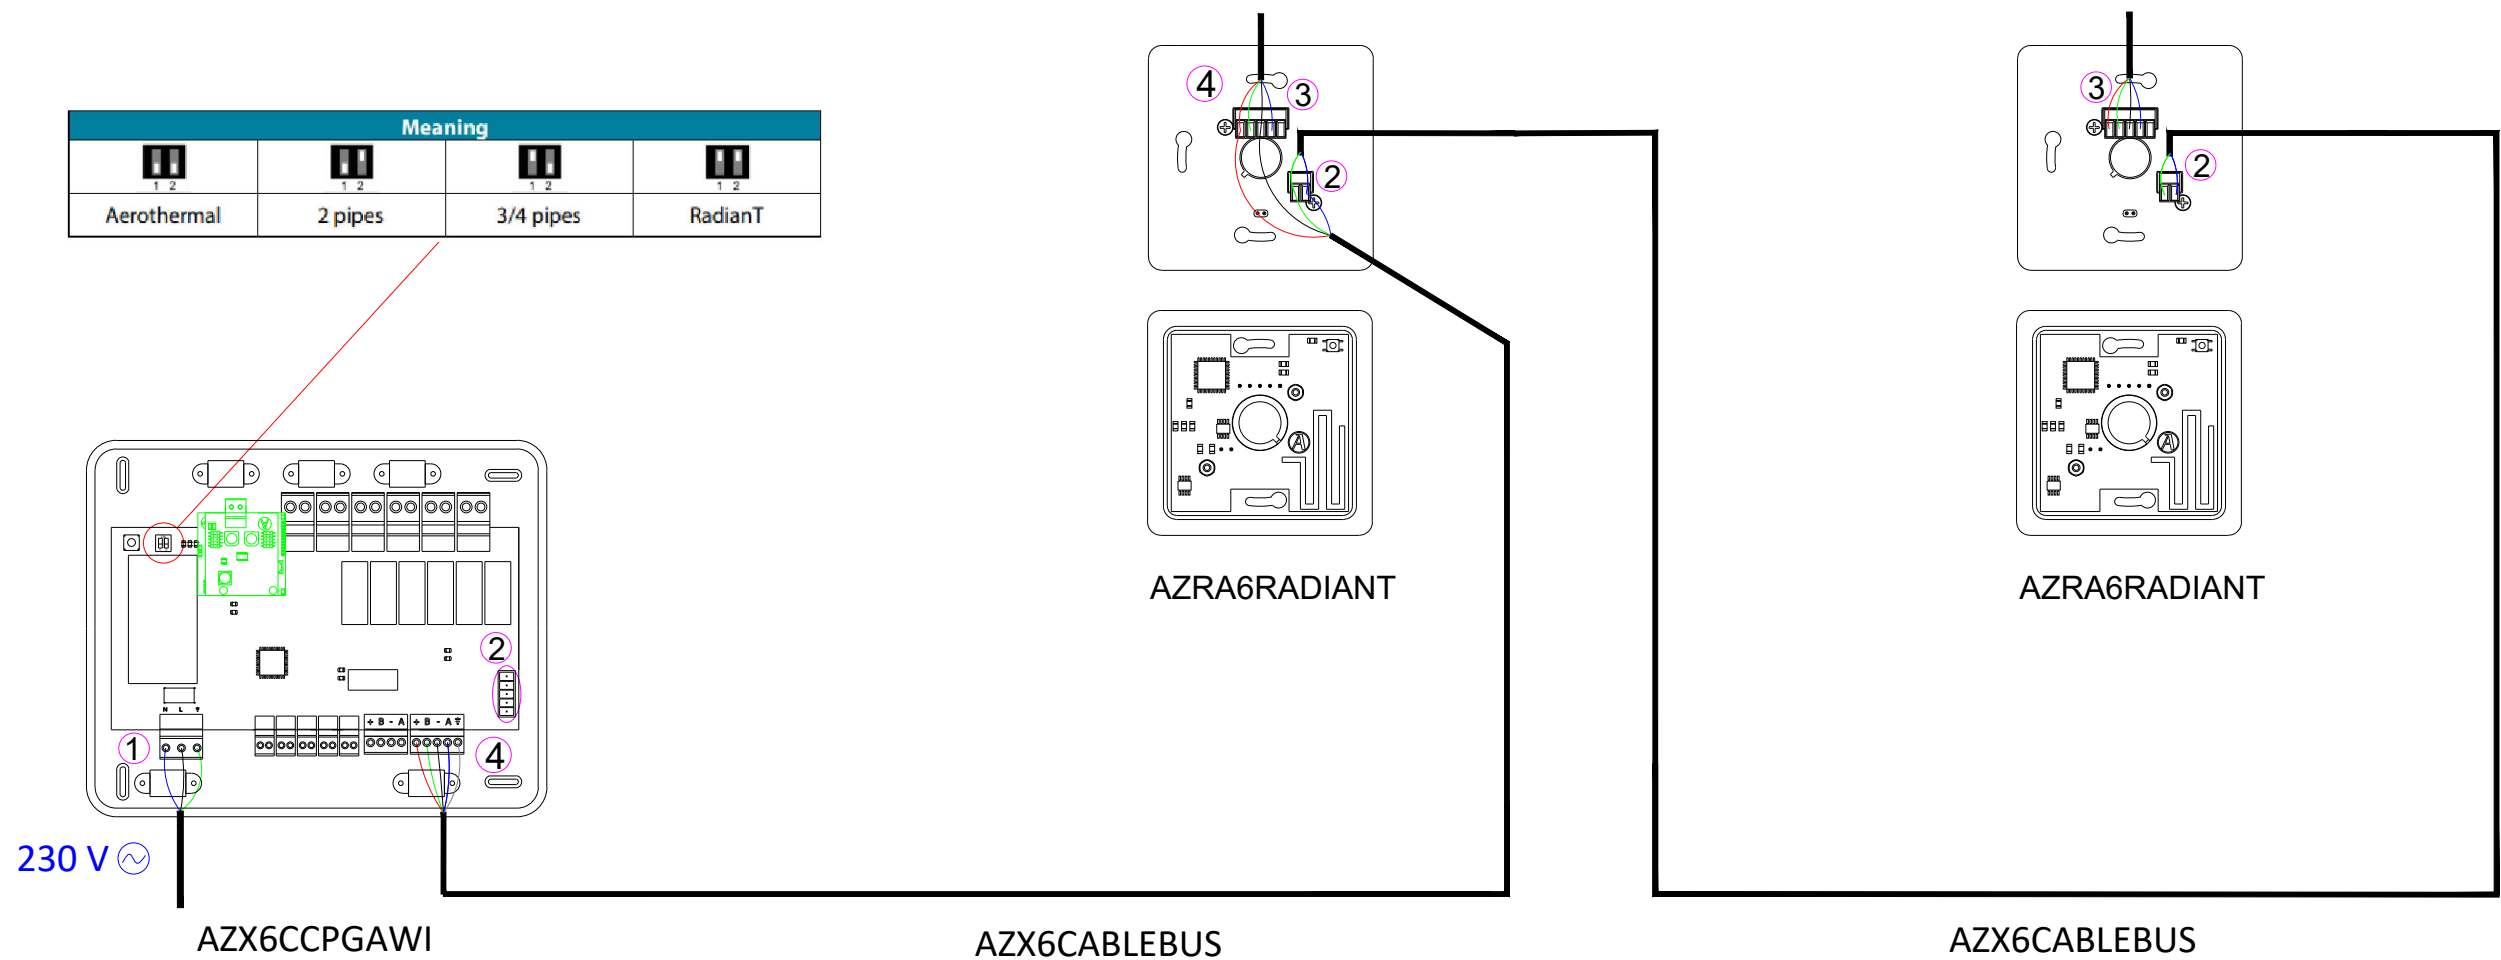 Meaning
1 2
1 2
1 2
1 2
Aerothermal
2 pipes
3/4 pipes
RadianT
4
3
2
3
2
AZRA6RADIANT
AZRA6RADIANT
2
N L
+ B - A
+ B - A
1
4
230 V
AZX6CCPGAWI
AZX6CABLEBUS
AZX6CABLEBUS